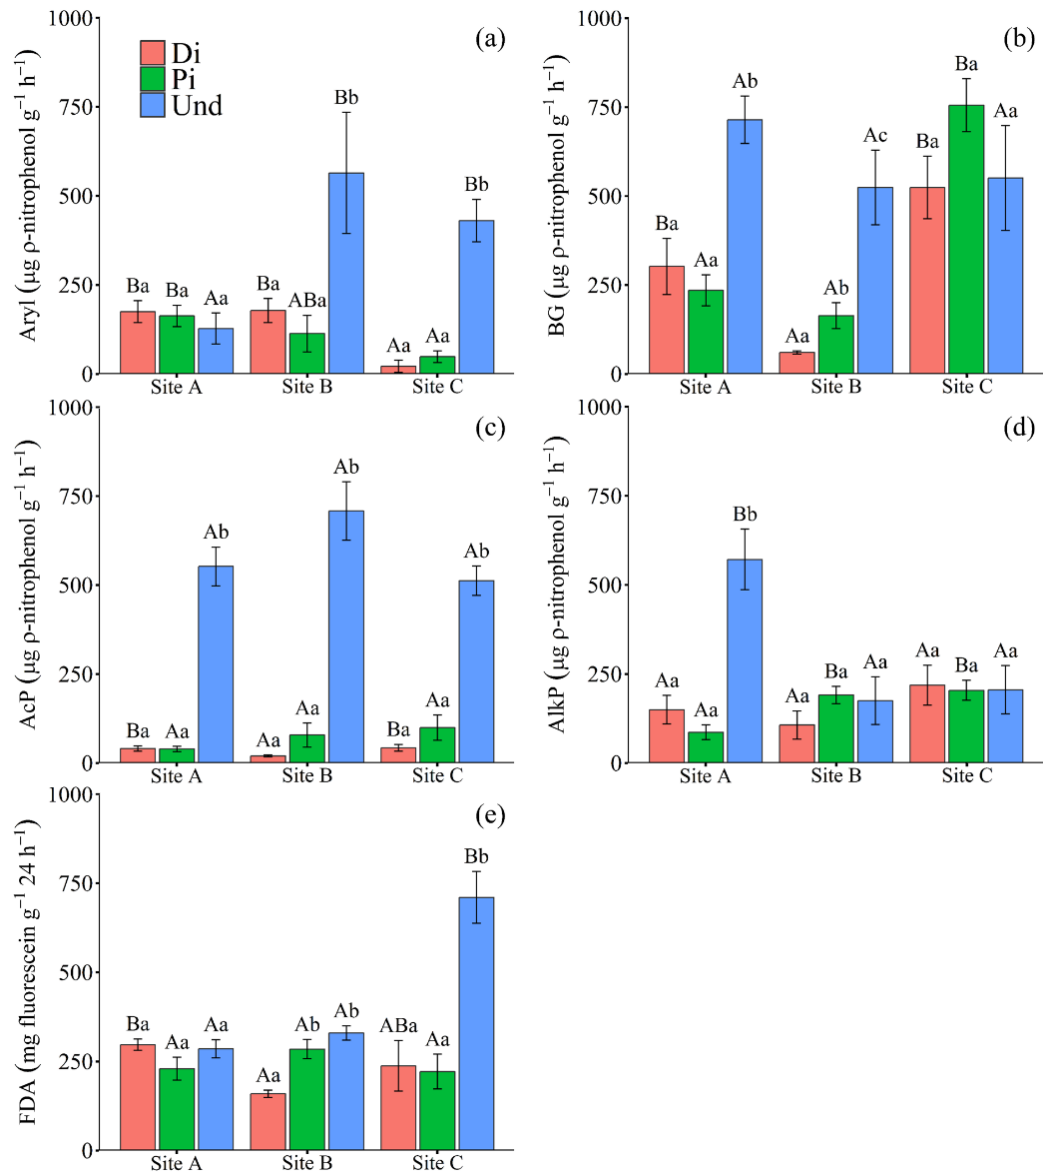 (a)
Di
Pi
Und
Aryl (µg ρ-nitrophenol g⁻¹ h⁻¹)
1000
750
500
250
0
Ba Ba Aa Ba ABa Bb Aa Aa Bb
Site A Site B Site C
(b)
BG (µg ρ-nitrophenol g⁻¹ h⁻¹)
1000
750
500
250
0
Ba Aa Ab Aa Ab Ac Ba Ba Aa
Site A Site B Site C
(c)
AcP (µg ρ-nitrophenol g⁻¹ h⁻¹)
1000
750
500
250
0
Ba Aa Ab Aa Aa Ab Ba Aa Ab
Site A Site B Site C
(d)
AlkP (µg ρ-nitrophenol g⁻¹ h⁻¹)
1000
750
500
250
0
Aa Aa Bb Aa Ba Aa Aa Ba Aa
Site A Site B Site C
(e)
FDA (mg fluorescein g⁻¹ 24 h⁻¹)
1000
750
500
250
0
Ba Aa Aa Aa Ab Ab ABa Aa Bb
Site A Site B Site C